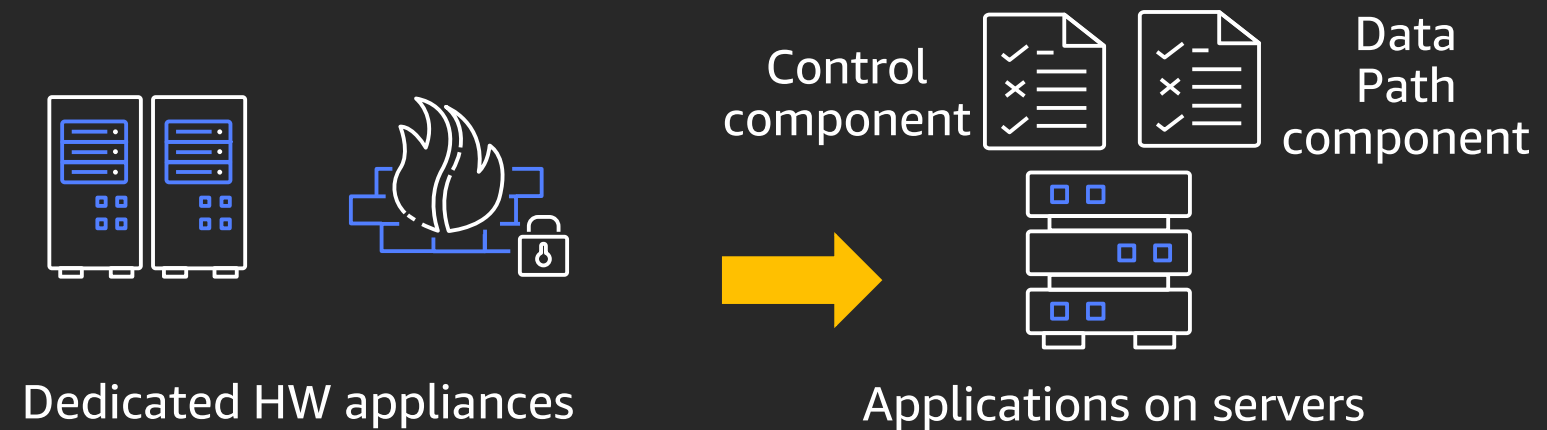 Control
component
Data
Path
component
Dedicated HW appliances
Applications on servers